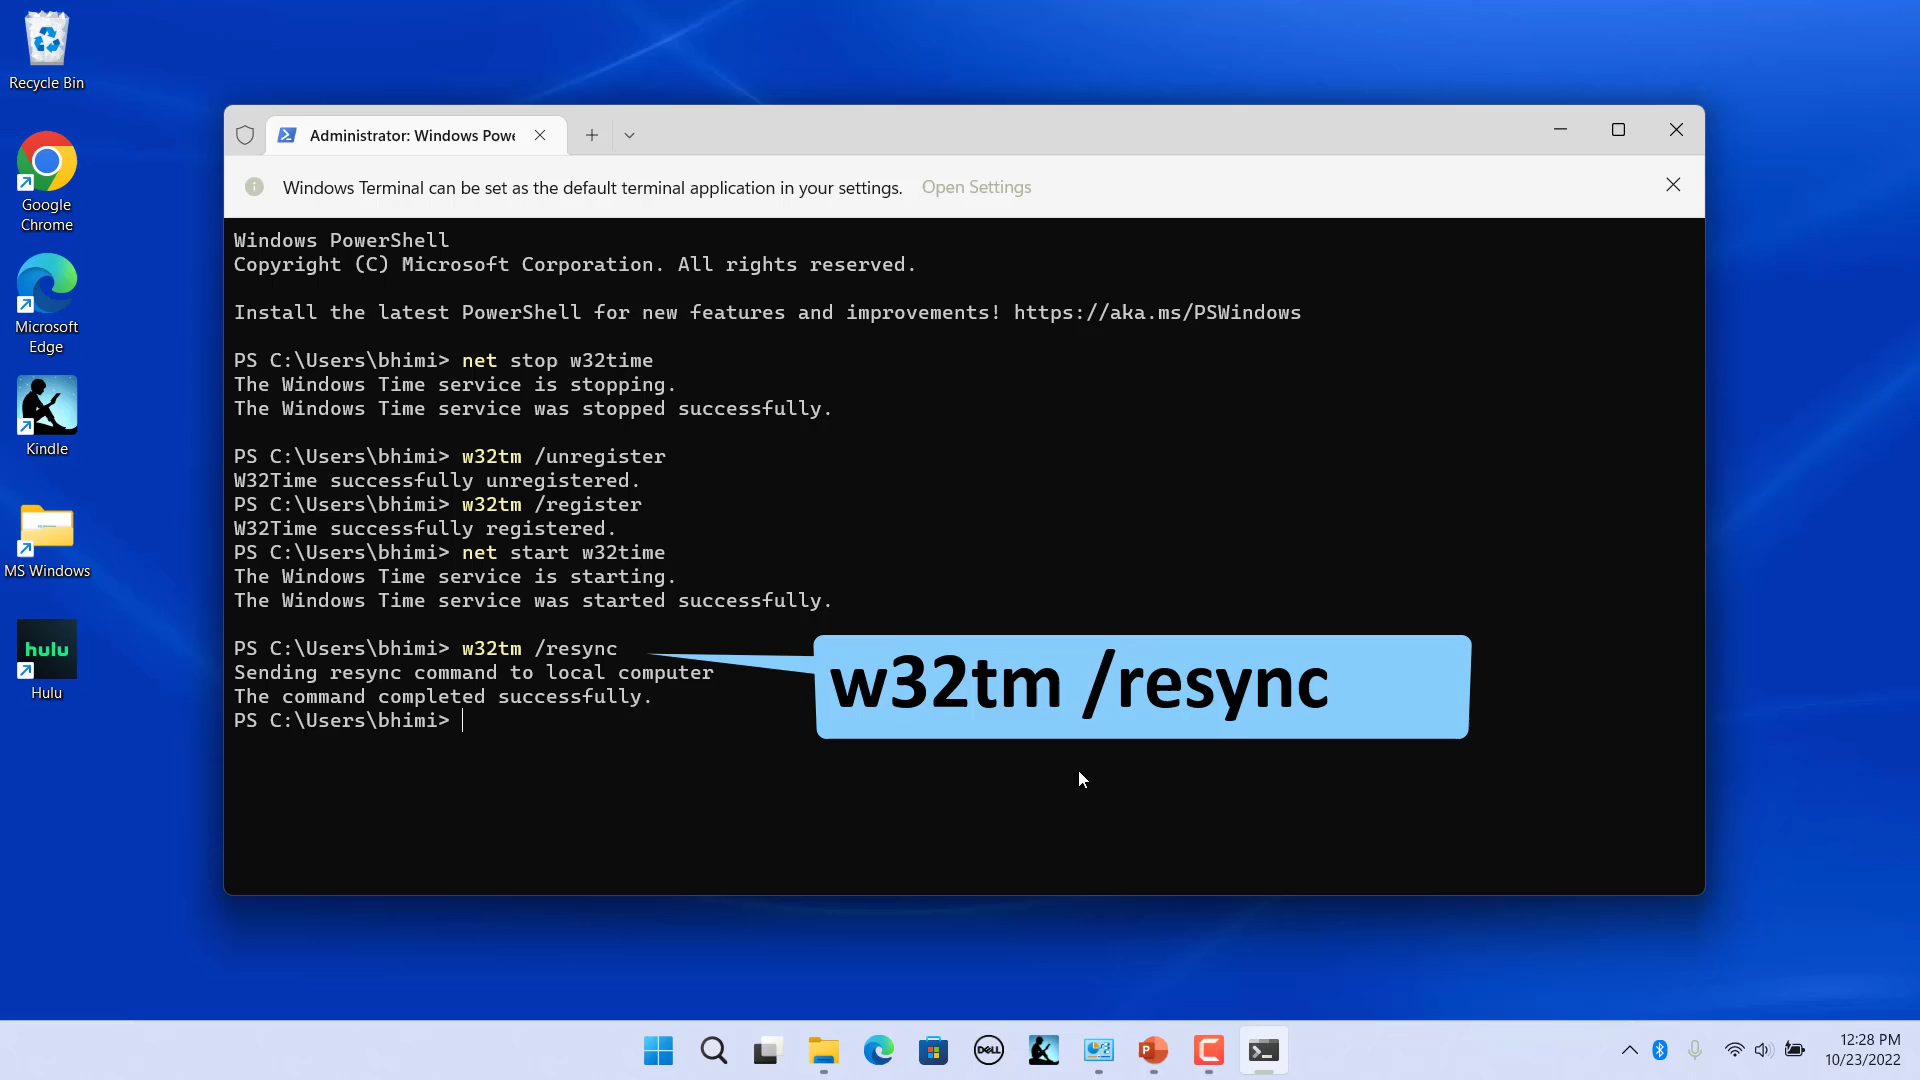 Recycle Bin
Google
Chrome
Microsoft
Edge
Kindle
MS Windows
hulu
Hulu
Administrator: Windows Powe
Windows Terminal can be set as the default terminal application in your settings. Open Settings
Windows PowerShell
Copyright (C) Microsoft Corporation. All rights reserved.
Install the latest PowerShell for new features and improvements! https://aka.ms/PSWindows
PS C:\Users\bhimi> net stop w32time
The Windows Time service is stopping.
The Windows Time service was stopped successfully.
PS C:\Users\bhimi> w32tm /unregister
W32Time successfully unregistered.
PS C:\Users\bhimi> w32tm /register
W32Time successfully registered.
PS C:\Users\bhimi> net start w32time
The Windows Time service is starting.
The Windows Time service was started successfully.
PS C:\Users\bhimi> w32tm /resync
Sending resync command to local computer
The command completed successfully.
PS C:\Users\bhimi>
w32tm /resync
DELL
P
12:28 PM
10/23/2022